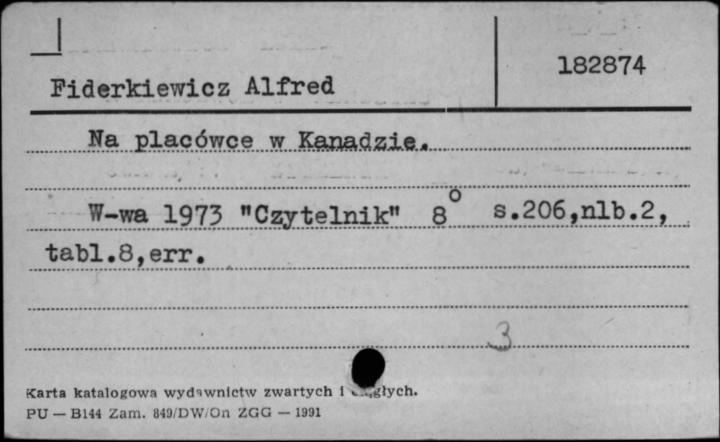 182874
Fiderkiewicz Alfred
Na placówce w Kanadzie.
W-wa 1973 "Czytelnik" 8° s.206,nlb.2,
tabl.8,err.
3
Karta katalogowa wydawnictw zwartych i
PU — B144 Zam. 849/DW/On ZGG — 1991